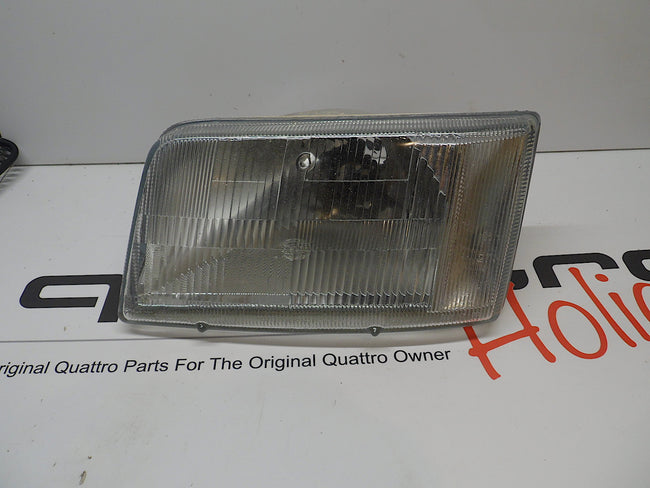 Holi
riginal Quattro Parts For The Original Quattro Owner